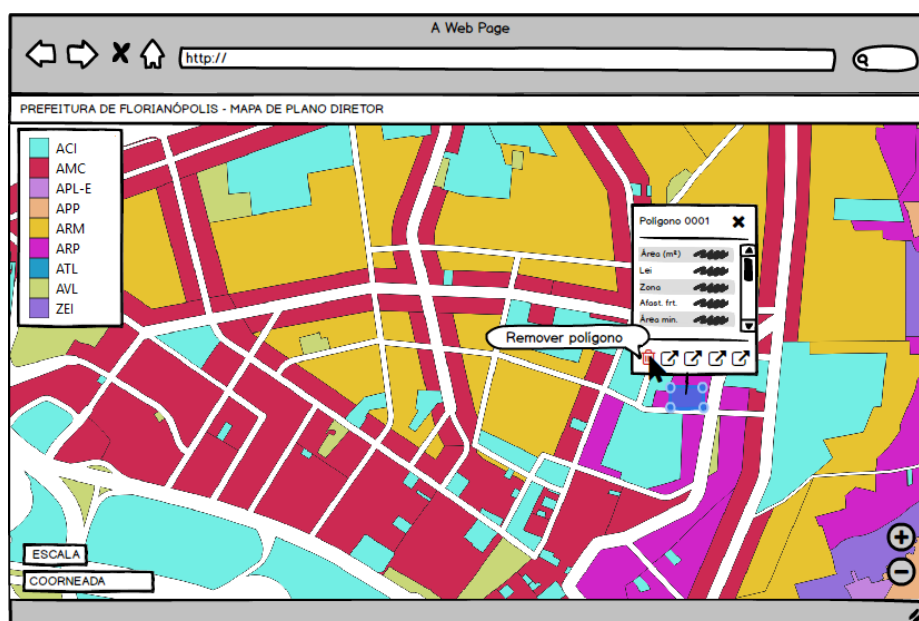 A Web Page
http://
PREFEITURA DE FLORIANÓPOLIS - MAPA DE PLANO DIRETOR
ACI
AMC
APL-E
APP
ARM
ARP
ATL
AVL
ZEI
Polígono 0001
Área (m²)
Lei
Zona
Afast. frt.
Área min.
Remover polígono
ESCALA
COORNEADA